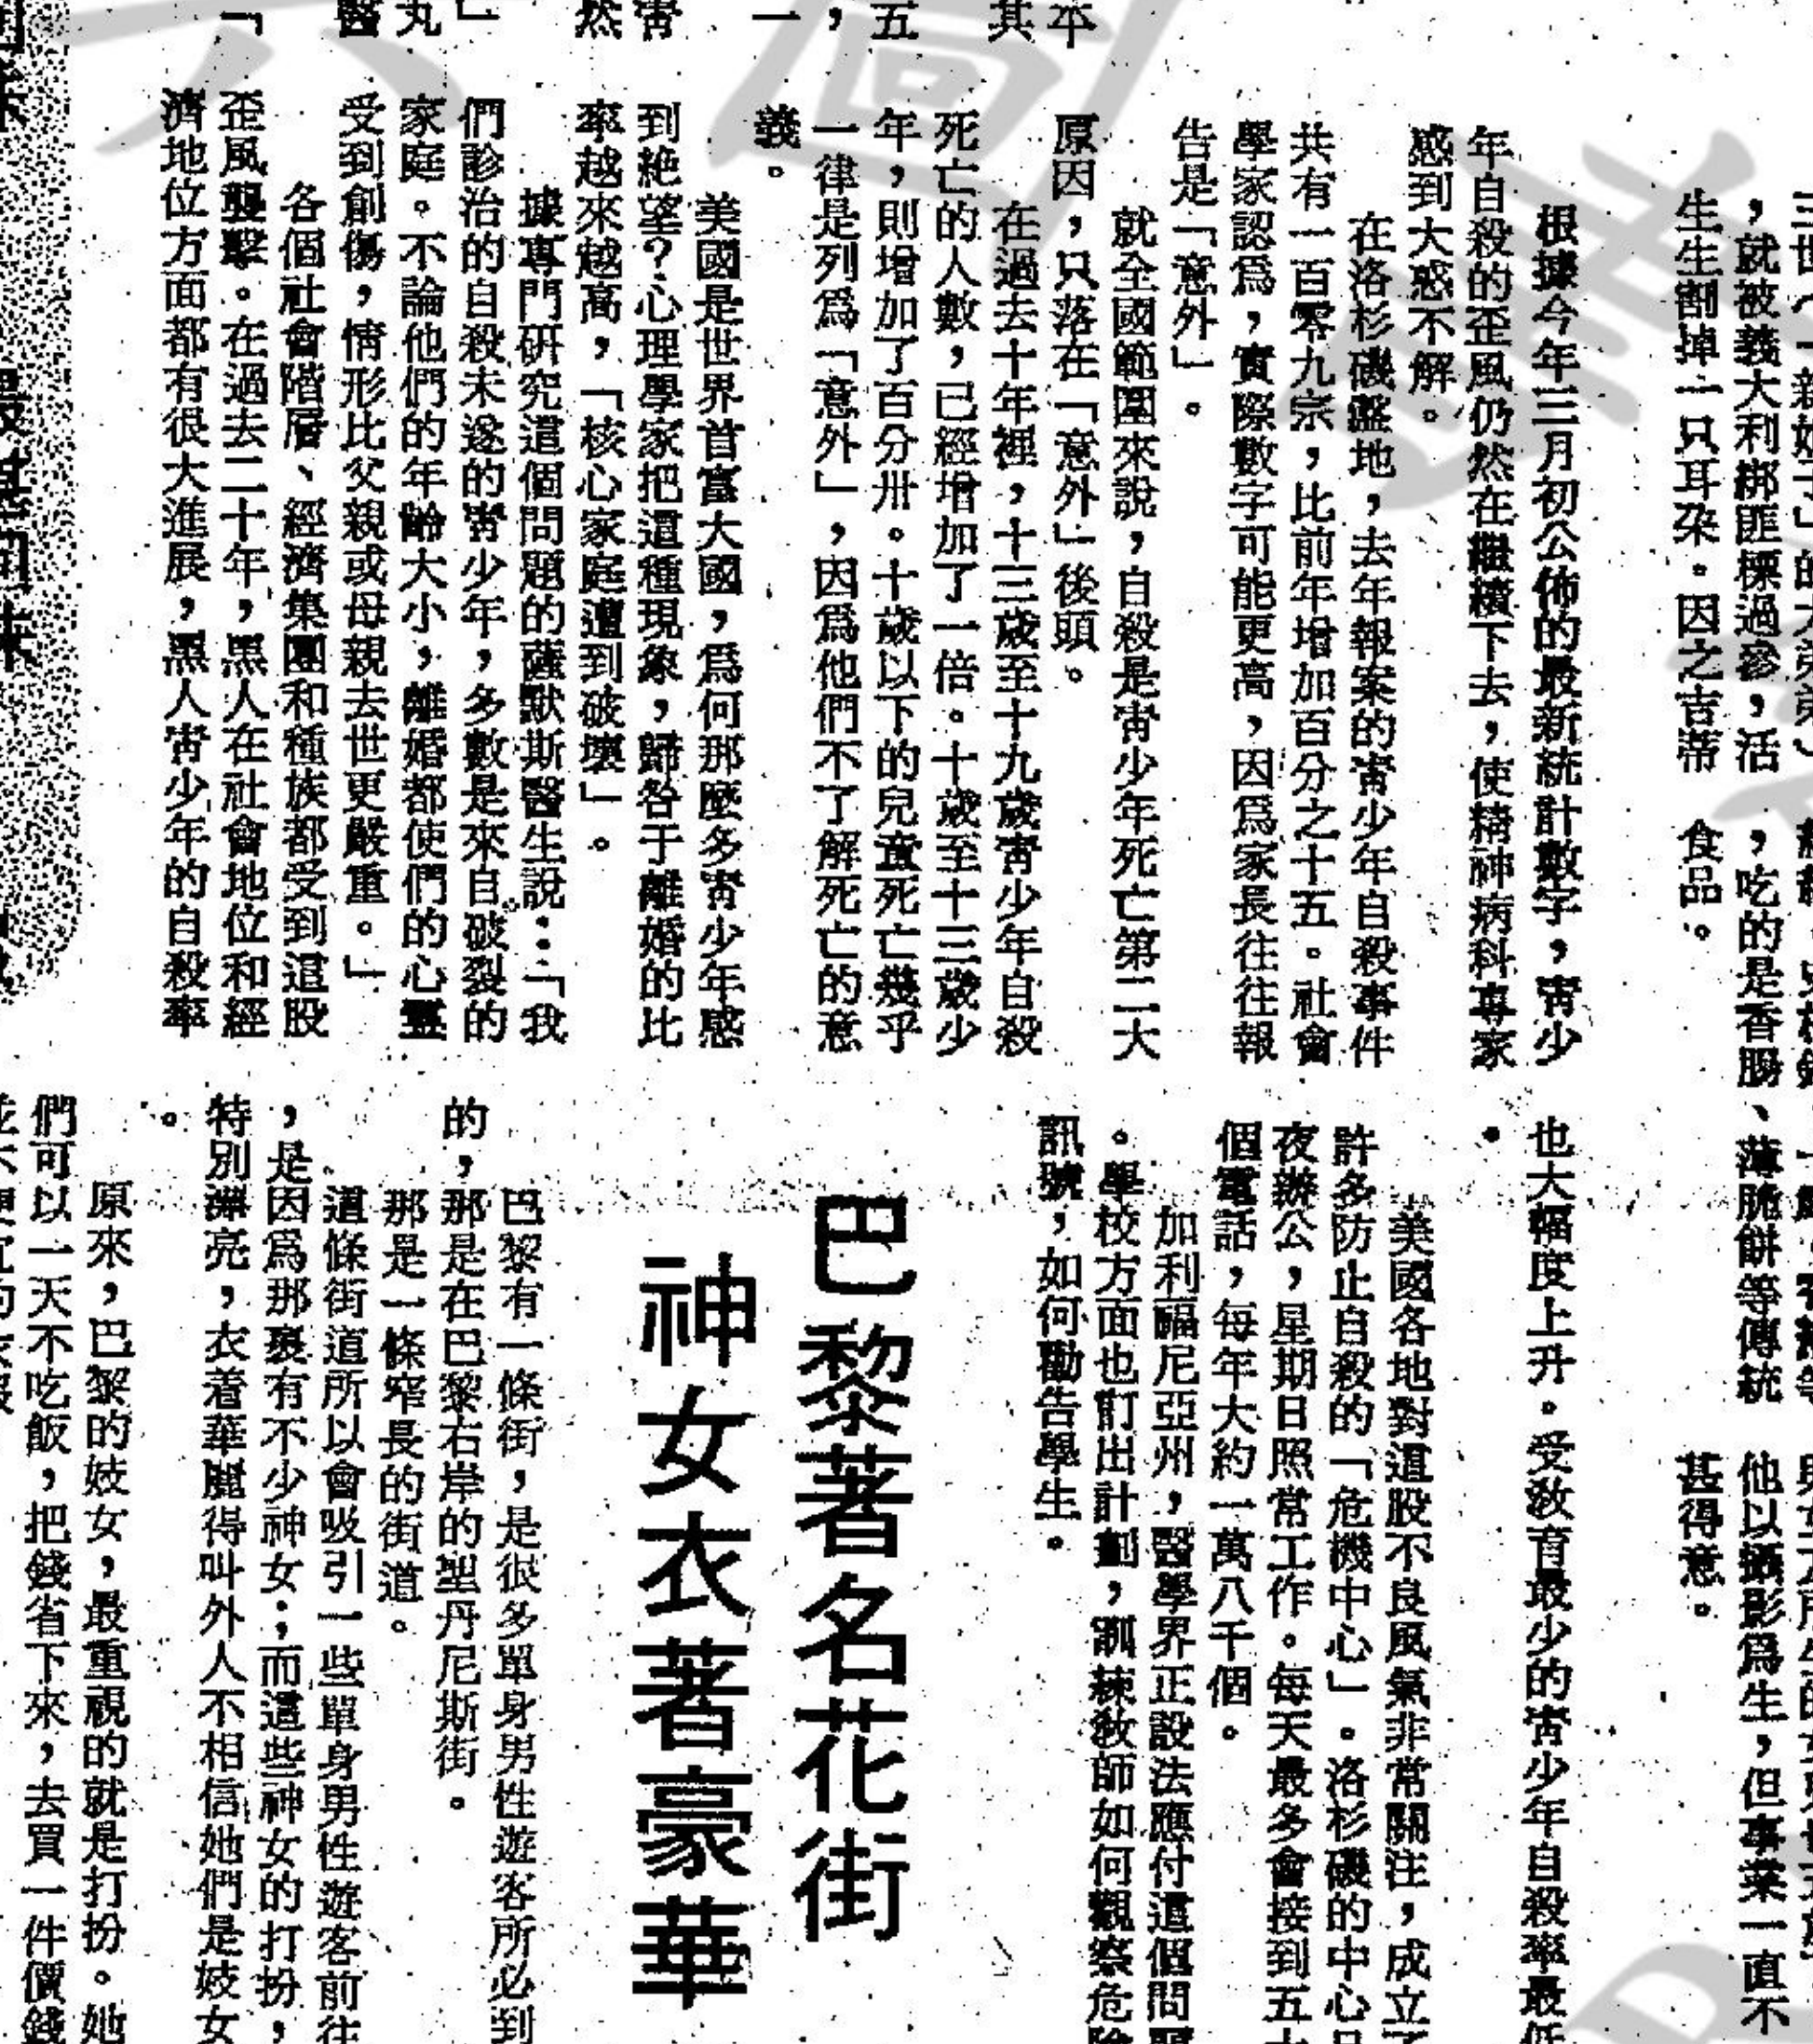 生生割掉一只耳朶。因之吉蒂
，就被義大利綁匪標過參，活
食品。
，吃的是香腸、薄脆餅等傳統
甚得意。
他以攝影爲生，但事業一直不
根據今年三月初公佈的最新統計數字，靑少
年自殺的歪風仍然在繼續下去，使精神病科專家
感到大惑不解。
在洛杉磯盤地，去年報案的靑少年自殺事件
共有一百零九宗，比前年增加百分之十五。社會
學家認爲，實際數字可能更高，因爲家長往往報
告是「意外」。
就全國範圍來說，自殺是靑少年死亡第二大
原因，只落在「意外」後頭。
在過去十年裡，十三歲至十九歲靑少年自殺
死亡的人數，已經增加了一倍。十歲至十三歲少
年，則增加了百分卅。十歲以下的兒童死亡幾乎
一律是列爲「意外」，因爲他們不了解死亡的意
義。
美國是世界首富大國，爲何那麼多靑少年感
到絶望？心理學家把這種現象，歸咎于離婚的比
率越來越高，「核心家庭遭到破壞」。
據專門研究這個問題的薩默斯醫生說：「我
們診治的自殺未遂的靑少年，多數是來自破裂的
家庭。不論他們的年齡大小，離婚都使們的心靈
受到創傷，情形比父親或母親去世更嚴重。」
各個社會階層、經濟集團和種族都受到這股
歪風襲擊。在過去二十年，黑人在社會地位和經
濟地位方面都有很大進展，黑人靑少年的自殺率
也大幅度上升。受敎育最少的靑少年自殺率最低
。
美國各地對這股不良風氣非常關注，成立了
許多防止自殺的「危機中心」。洛杉磯的中心日
夜辦公，星期日照常工作。每天最多會接到五十
個電話，每年大約一萬八千個。
加利福尼亞州，醫學界正設法應付這個問題
。學校方面也訂出計劃，訓練敎師如何觀察危險
訊號，如何勸告學生。
巴黎著名花街
神女衣著豪華
巴黎有一條街，是很多單身男性遊客所必到
的，那是在巴黎右岸的聖丹尼斯街。
那是一條窄長的街道。
這條街道所以會吸引一些單身男性遊客前往
，是因爲那裏有不少神女；而這些神女的打扮，
特別漂亮，衣着華麗得叫外人不相信她們是妓女
。
原來，巴黎的妓女，最重視的就是打扮。她
們可以一天不吃飯，把錢省下來，去買一件價錢